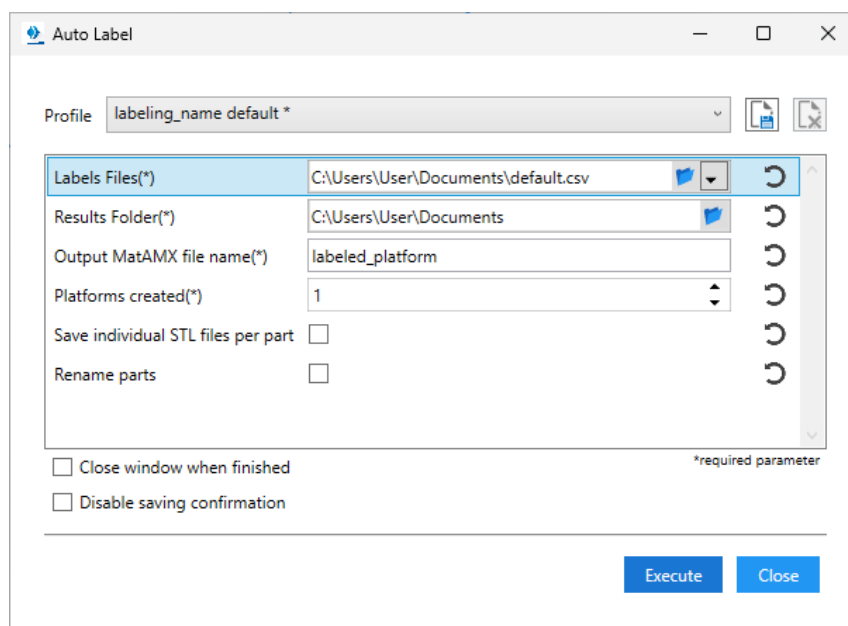 Auto Label
Profile labeling_name default *
Labels Files(*) C:\Users\User\Documents\default.csv
Results Folder(*) C:\Users\User\Documents
Output MatAMX file name(*) labeled_platform
Platforms created(*) 1
Save individual STL files per part
Rename parts
*required parameter
Close window when finished
Disable saving confirmation
Execute Close